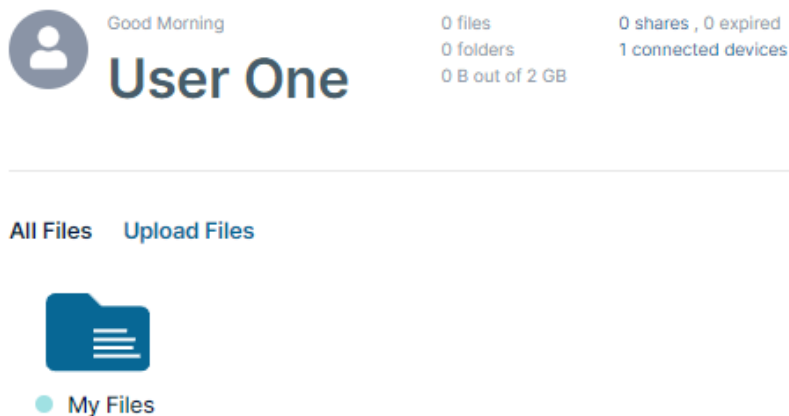 Good Morning
User One
0 files
0 folders
0 B out of 2 GB
0 shares , 0 expired
1 connected devices
All Files
Upload Files
My Files